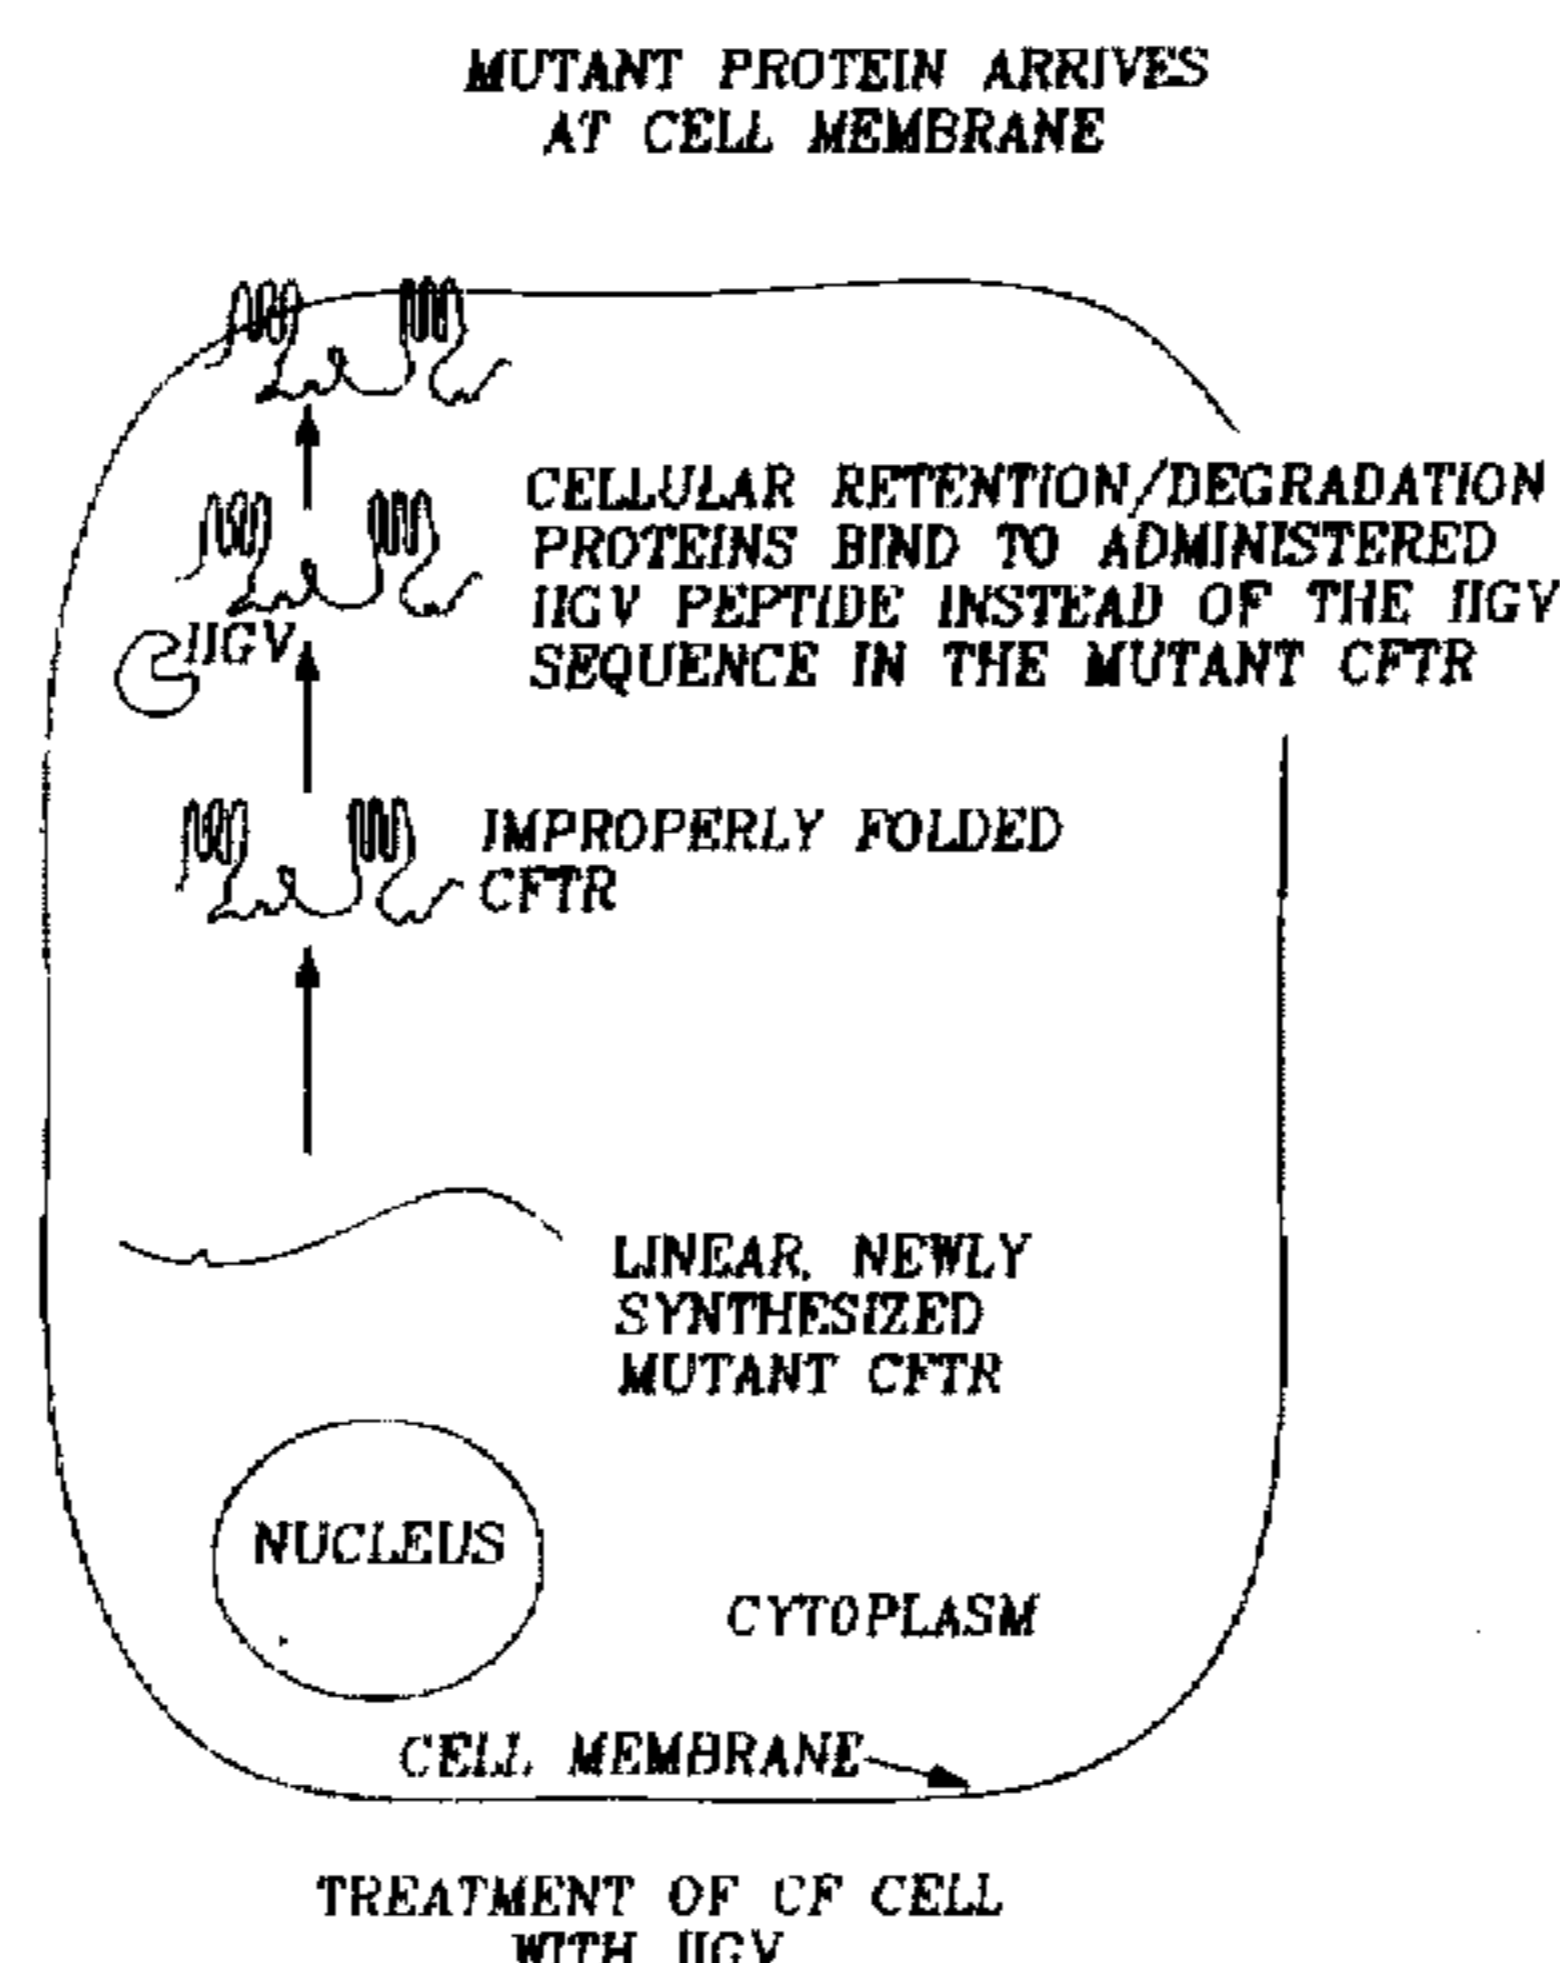 MUTANT PROTEIN ARRIVES
AT CELL MEMBRANE
CELLULAR RETENTION/DEGRADATION
PROTEINS BIND TO ADMINISTERED
IIGV PEPTIDE INSTEAD OF THE IIGV
SEQUENCE IN THE MUTANT CFTR
IIGV
IMPROPERLY FOLDED
CFTR
LINEAR, NEWLY
SYNTHESIZED
MUTANT CFTR
NUCLEUS
CYTOPLASM
CELL MEMBRANE
TREATMENT OF CF CELL
WITH IIGV